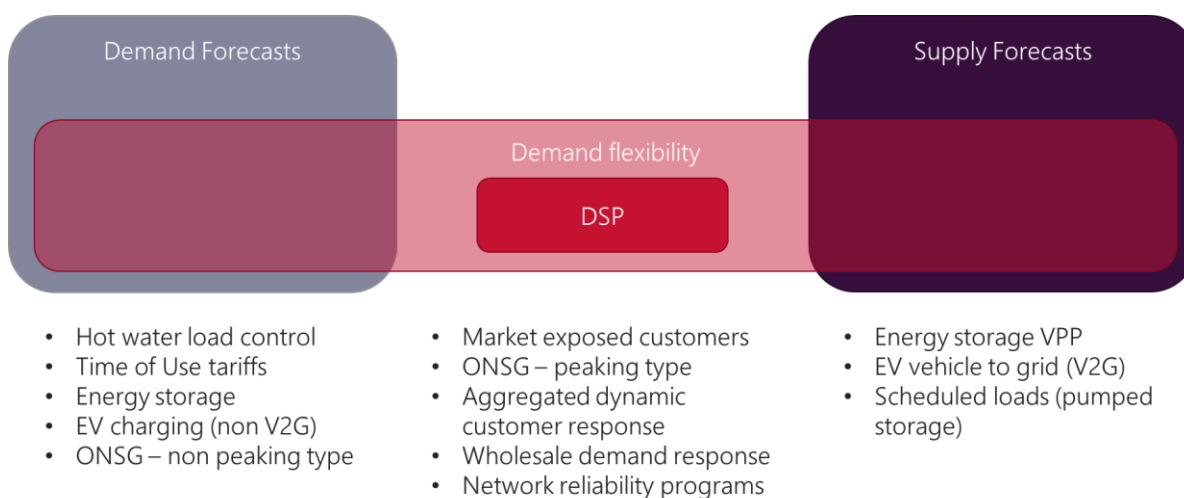 Demand Forecasts
Supply Forecasts
Demand flexibility
DSP
• Hot water load control
• Time of Use tariffs
• Energy storage
• EV charging (non V2G)
• ONSG – non peaking type
• Market exposed customers
• ONSG – peaking type
• Aggregated dynamic
customer response
• Wholesale demand response
• Network reliability programs
• Energy storage VPP
• EV vehicle to grid (V2G)
• Scheduled loads (pumped
storage)